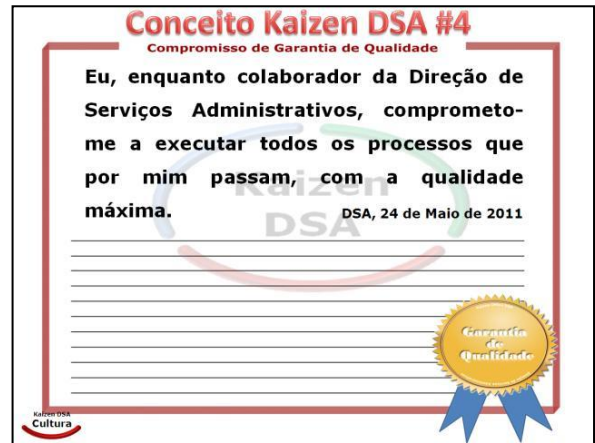 Conceito Kaizen DSA #4
Compromisso de Garantia de Qualidade
Eu, enquanto colaborador da Direção de
Serviços Administrativos, comprometo-
me a executar todos os processos que
por mim passam, com a qualidade
máxima.
DSA, 24 de Maio de 2011
Kaizen
DSA
Garantia
de
Qualidade
Kaizen DSA
Cultura